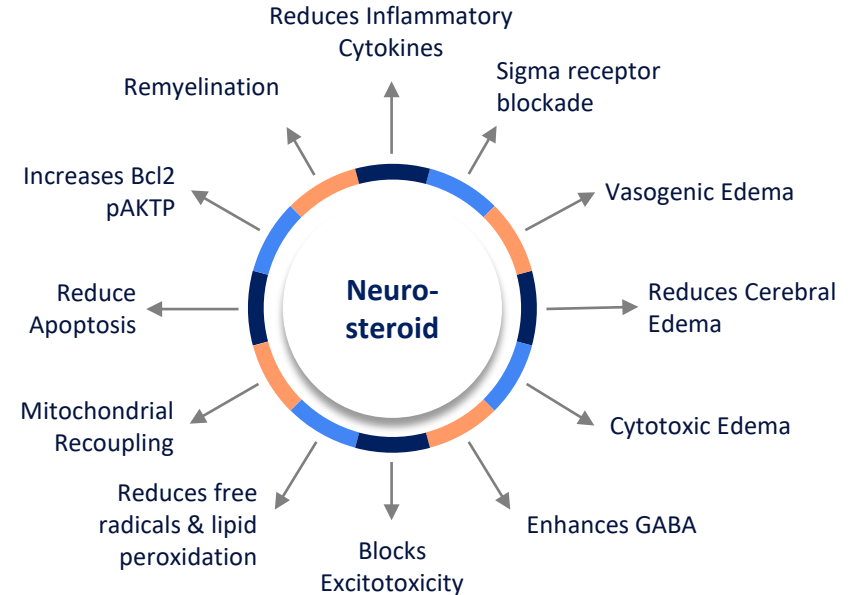 Reduces Inflammatory
Cytokines
Sigma receptor
blockade
Vasogenic Edema
Reduces Cerebral
Edema
Cytotoxic Edema
Enhances GABA
Blocks
Excitotoxicity
Reduces free
radicals & lipid
peroxidation
Mitochondrial
Recoupling
Reduce
Apoptosis
Increases Bcl2
pAKTP
Remyelination
Neuro-
steroid